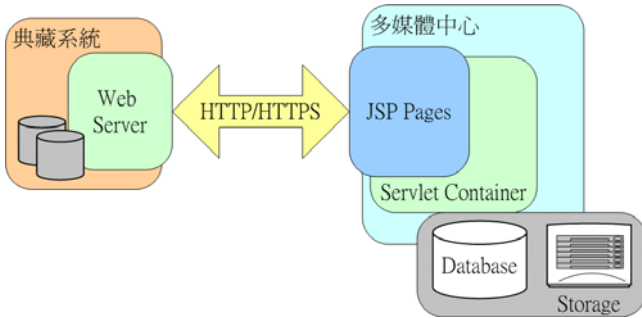 典藏系統
Web
Server
HTTP/HTTPS
多媒體中心
JSP Pages
Servlet Container
Database
Storage